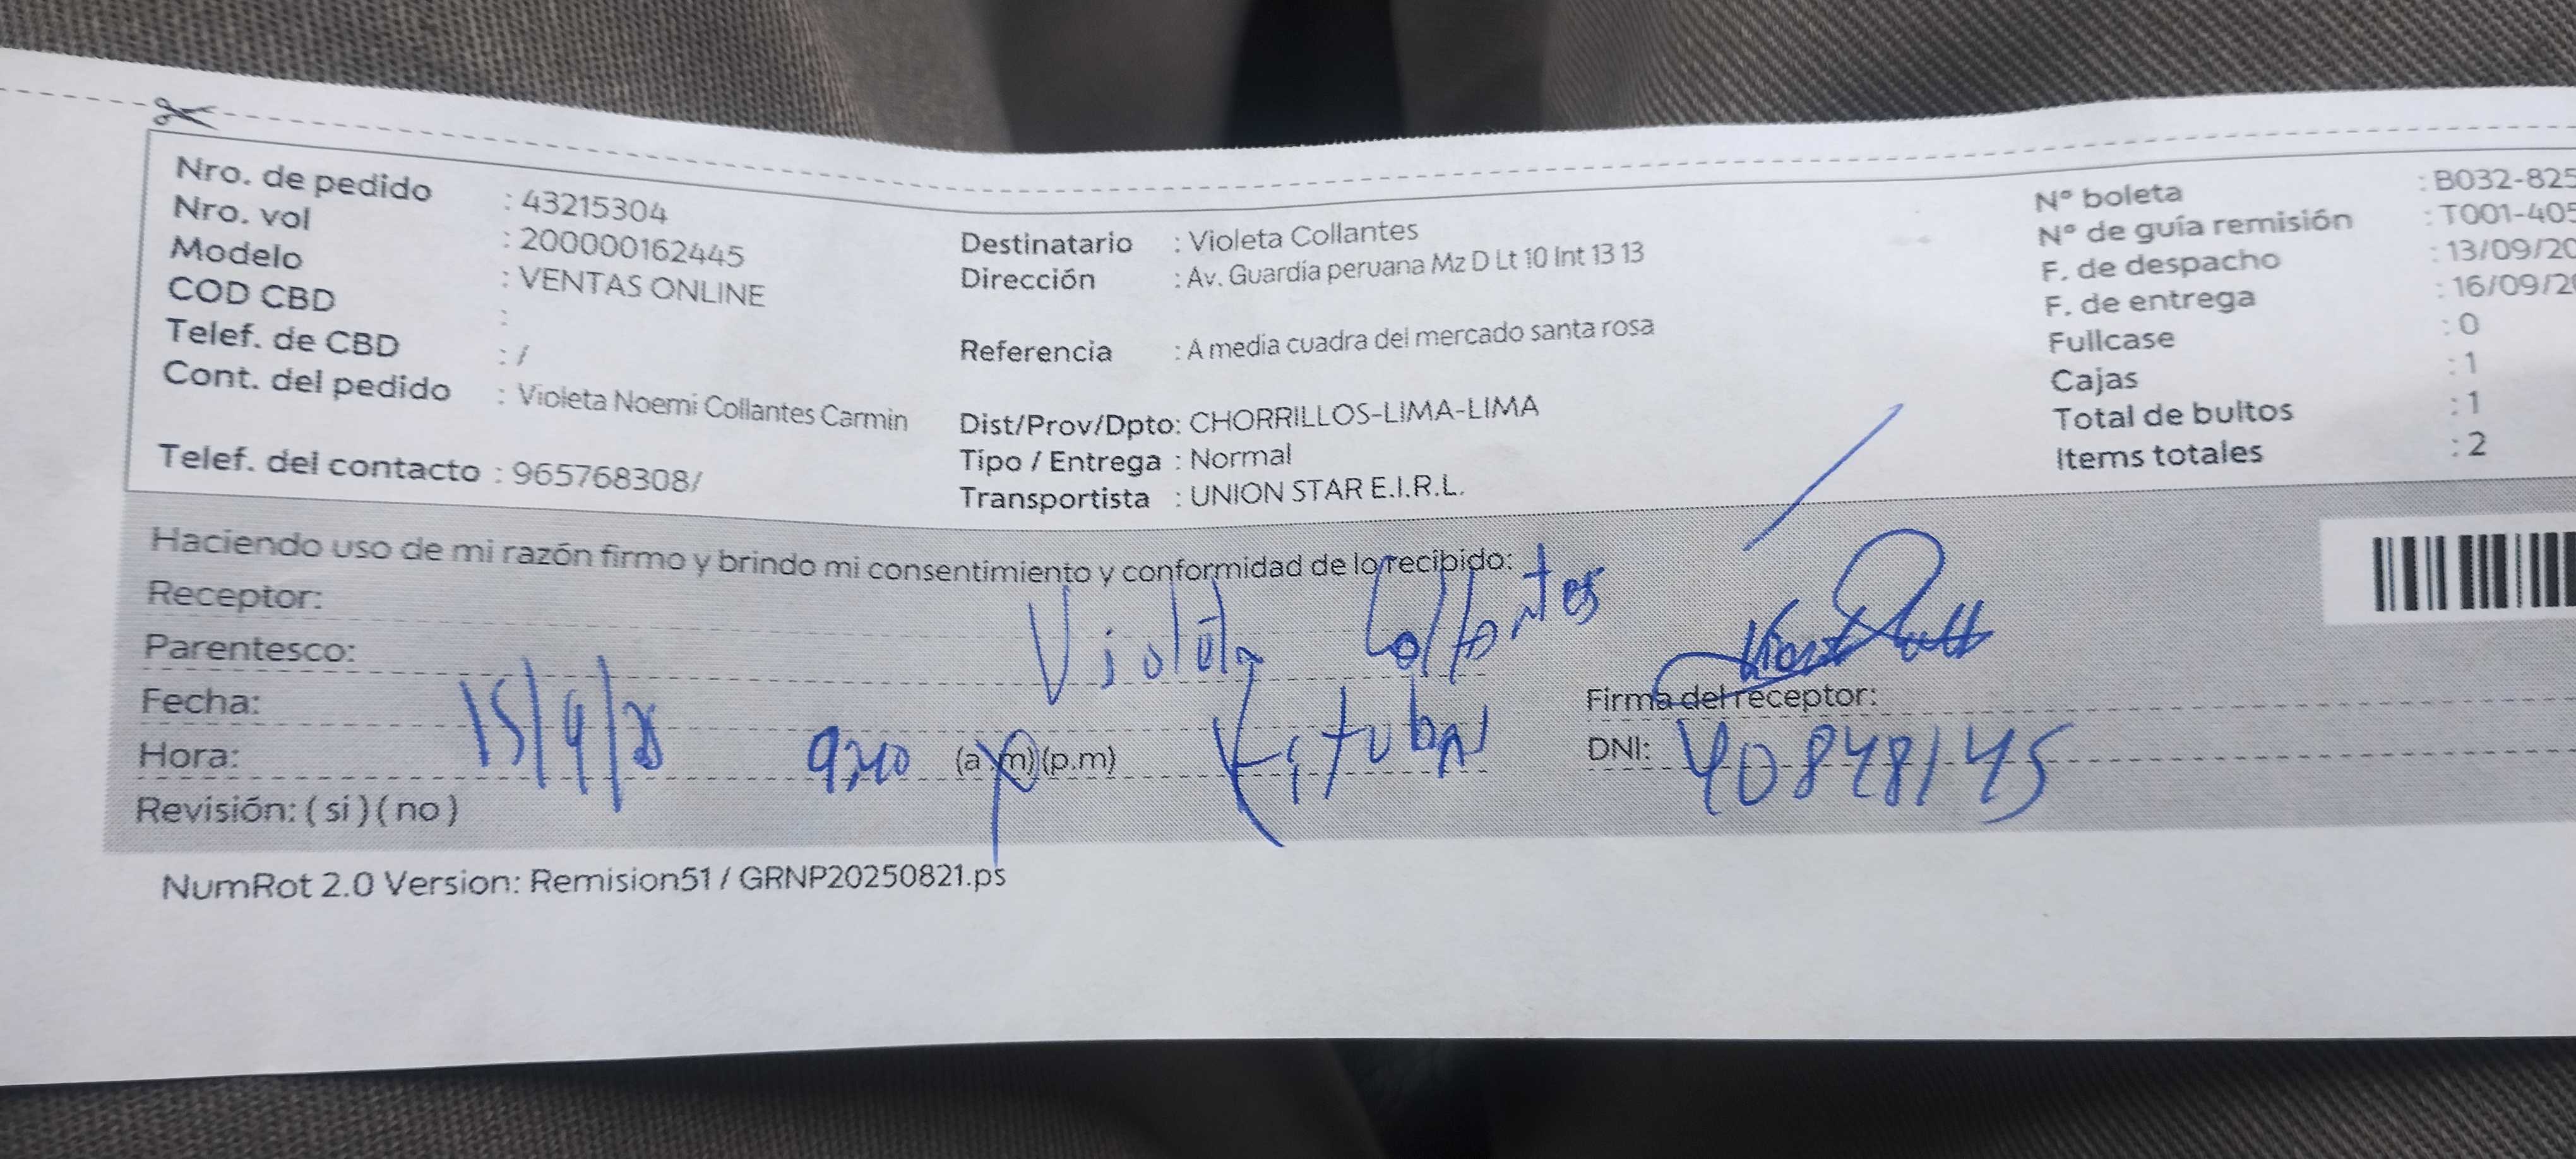 Nro. de pedido : 43215304
Nro. vol : 200000162445
Modelo : VENTAS ONLINE
COD CBD :
Telef. de CBD : /
Cont. del pedido : Violeta Noemi Collantes Carmin
Telef. del contacto : 965768308/
Destinatario : Violeta Collantes
Dirección : Av. Guardia peruana Mz D Lt 10 Int 13 13
Referencia : A media cuadra del mercado santa rosa
Dist/Prov/Dpto: CHORRILLOS-LIMA-LIMA
Tipo / Entrega : Normal
Transportista : UNION STAR E.I.R.L.
N° boleta : B032-825
N° de guía remisión : T001-405
F. de despacho : 13/09/20
F. de entrega : 16/09/20
Fullcase : 0
Cajas : 1
Total de bultos : 1
Items totales : 2
Haciendo uso de mi razón firmo y brindo mi consentimiento y conformidad de lo recibido:
Receptor: Violeta Collantes
Parentesco: Titular
Fecha: 15/9/25
Hora: 9:40 (a.m)(p.m)
Revisión: ( si ) ( no )
Firma del receptor:
DNI: 40848145
NumRot 2.0 Version: Remision51 / GRNP20250821.ps